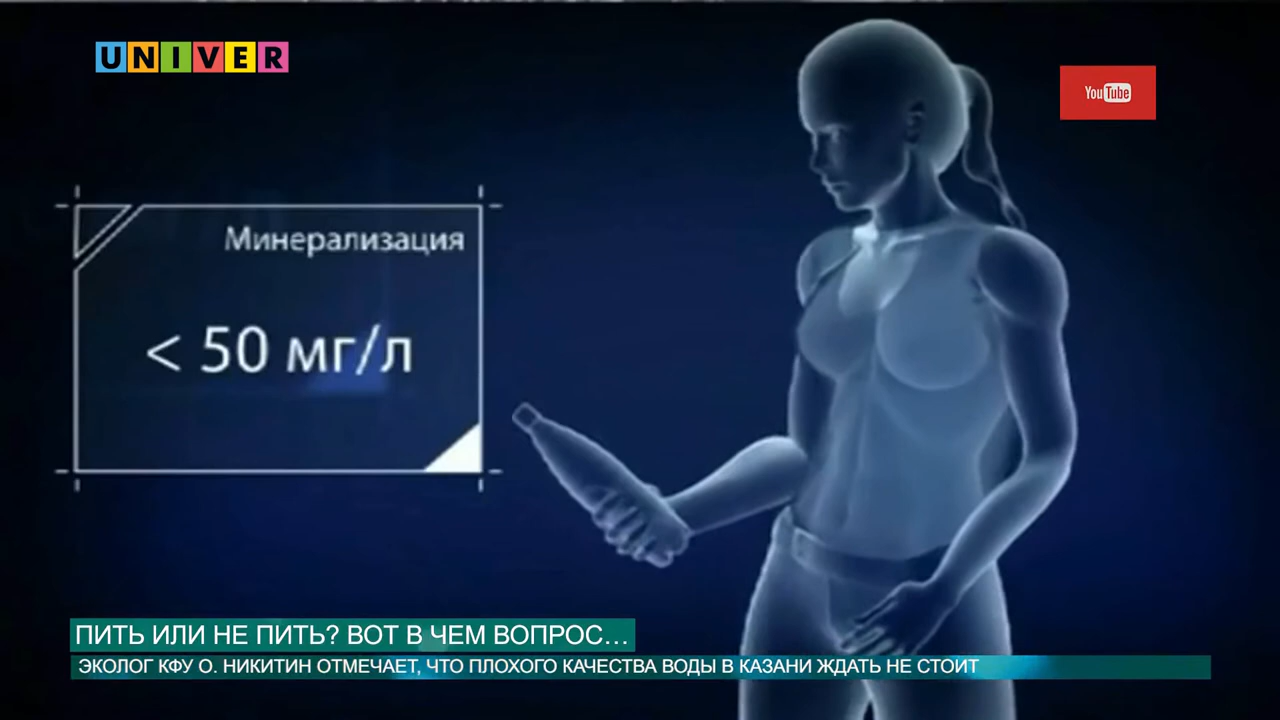 UNIVER
YouTube
Минерализация
< 50 мг/л
ПИТЬ ИЛИ НЕ ПИТЬ? ВОТ В ЧЕМ ВОПРОС...
ЭКОЛОГ КФУ О. НИКИТИН ОТМЕЧАЕТ, ЧТО ПЛОХОГО КАЧЕСТВА ВОДЫ В КАЗАНИ ЖДАТЬ НЕ СТОИТ